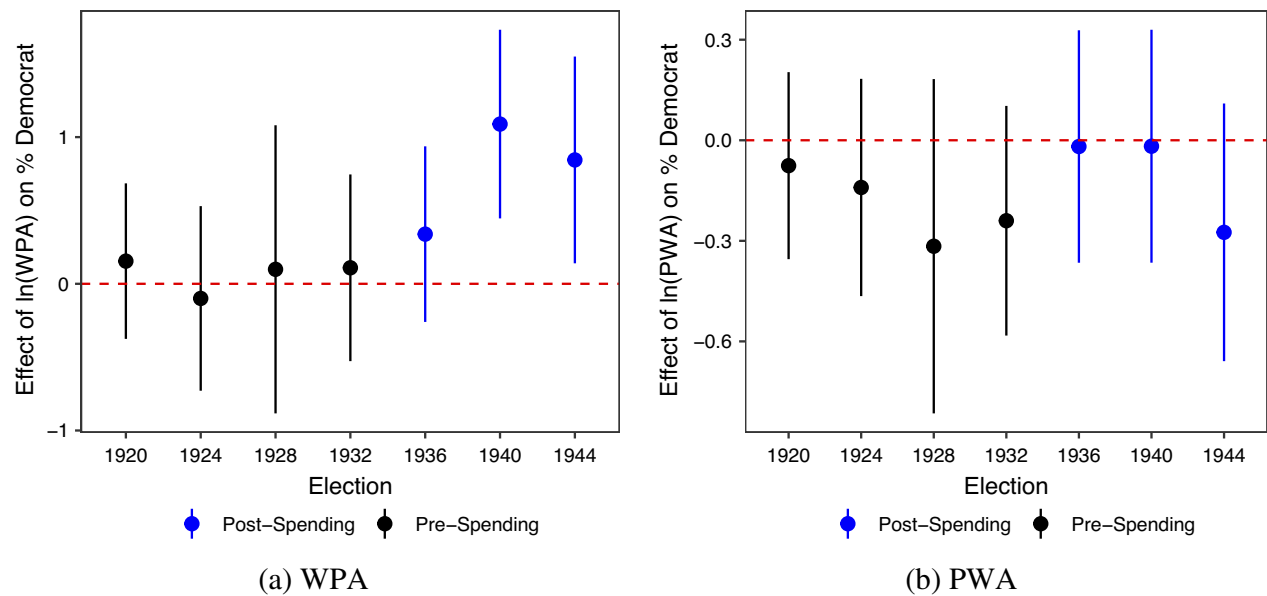 Effect of ln(WPA) on % Democrat
1
0
−1
1920 1924 1928 1932 1936 1940 1944
Election
Post−Spending Pre−Spending
(a) WPA
Effect of ln(PWA) on % Democrat
0.3
0.0
−0.3
−0.6
1920 1924 1928 1932 1936 1940 1944
Election
Post−Spending Pre−Spending
(b) PWA